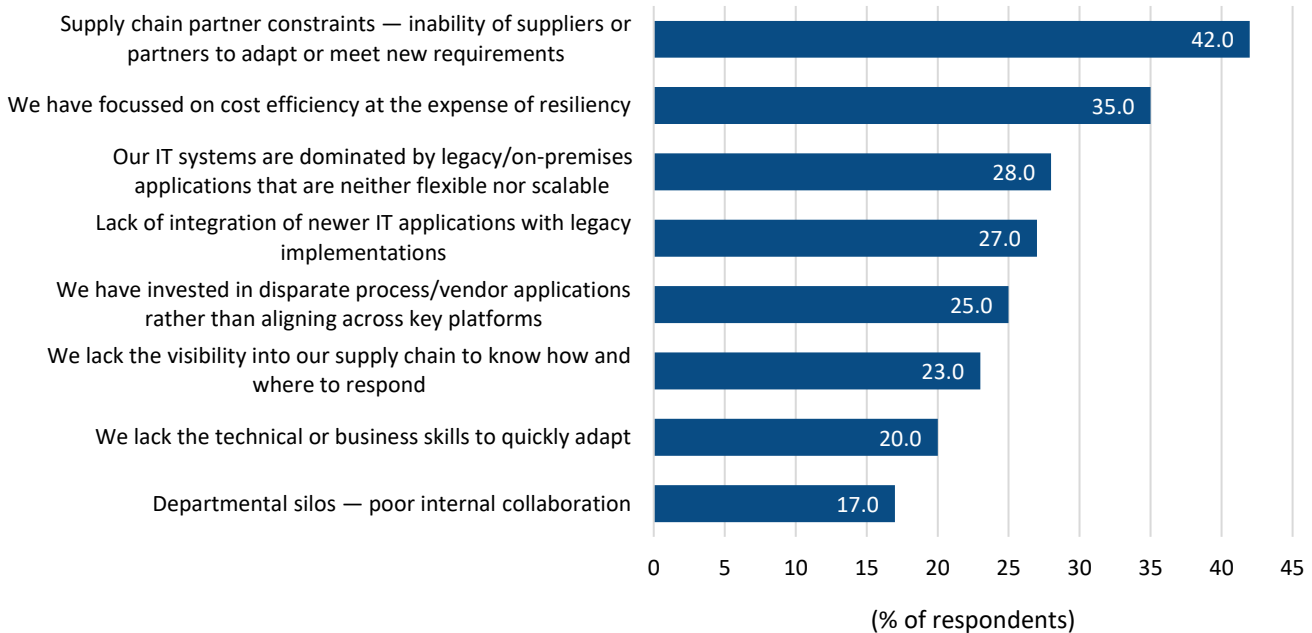 Supply chain partner constraints — inability of suppliers or
partners to adapt or meet new requirements
42.0
We have focussed on cost efficiency at the expense of resiliency
35.0
Our IT systems are dominated by legacy/on-premises
applications that are neither flexible nor scalable
28.0
Lack of integration of newer IT applications with legacy
implementations
27.0
We have invested in disparate process/vendor applications
rather than aligning across key platforms
25.0
We lack the visibility into our supply chain to know how and
where to respond
23.0
We lack the technical or business skills to quickly adapt
20.0
Departmental silos — poor internal collaboration
17.0
0 5 10 15 20 25 30 35 40 45
(% of respondents)